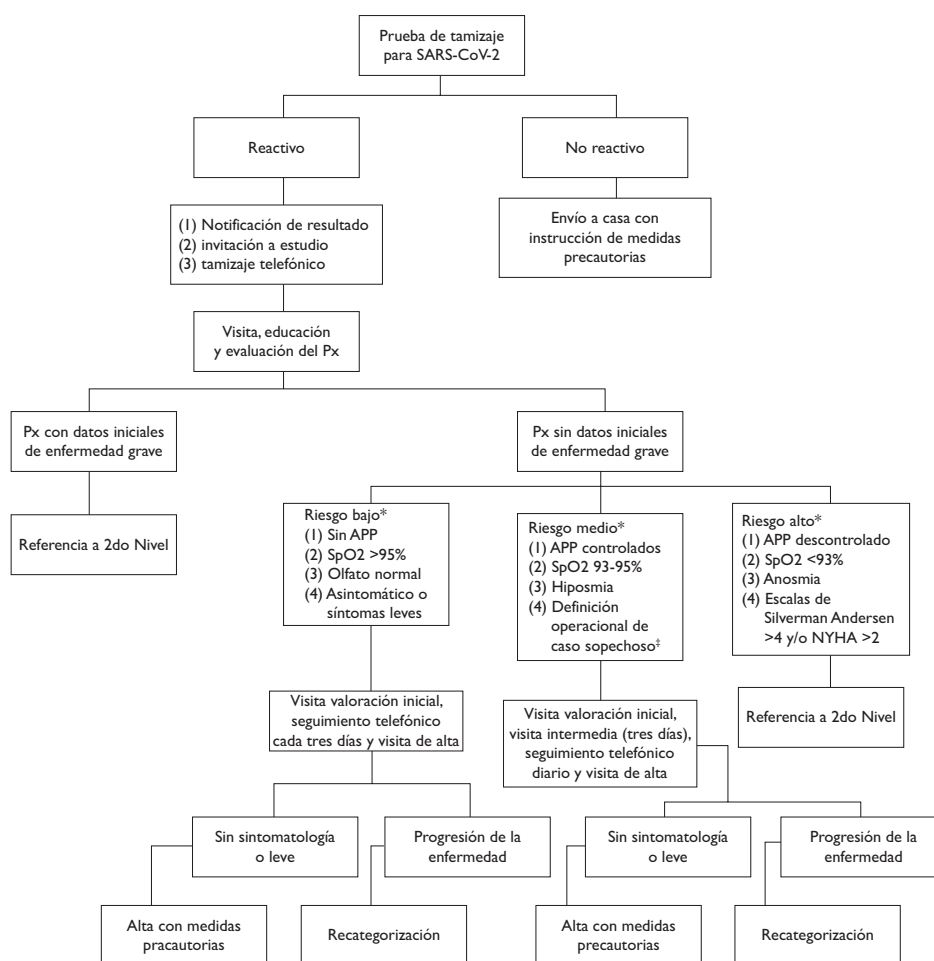 Prueba de tamizaje
para SARS-CoV-2
Reactivo
No reactivo
(1) Notificación de resultado
(2) invitación a estudio
(3) tamizaje telefónico
Envío a casa con
instrucción de medidas
precautorias
Visita, educación
y evaluación del Px
Px con datos iniciales
de enfermedad grave
Px sin datos iniciales
de enfermedad grave
Referencia a 2do Nivel
Riesgo bajo*
(1) Sin APP
(2) SpO2 >95%
(3) Olfato normal
(4) Asintomático o
síntomas leves
Riesgo medio*
(1) APP controlados
(2) SpO2 93-95%
(3) Hiposmia
(4) Definición
operacional de
caso sopechoso‡
Riesgo alto*
(1) APP descontrolado
(2) SpO2 <93%
(3) Anosmia
(4) Escalas de
Silverman Andersen
>4 y/o NYHA >2
Visita valoración inicial,
seguimiento telefónico
cada tres días y visita de alta
Visita valoración inicial,
visita intermedia (tres días),
seguimiento telefónico
diario y visita de alta
Referencia a 2do Nivel
Sin sintomatología
o leve
Progresión de la
enfermedad
Sin sintomatología
o leve
Progresión de la
enfermedad
Alta con medidas
pracautorias
Recategorización
Alta con medidas
precautorias
Recategorización